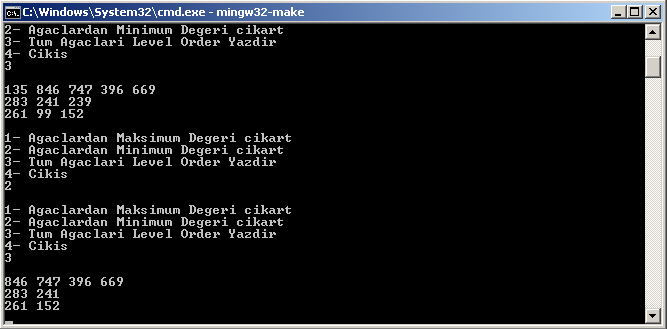 C:\Windows\System32\cmd.exe - mingw32-make
2- Agaclardan Minimum Degeri cikart
3- Tum Agaclari Level Order Yazdir
4- Cikis
3
135 846 747 396 669
283 241 239
261 99 152
1- Agaclardan Maksimum Degeri cikart
2- Agaclardan Minimum Degeri cikart
3- Tum Agaclari Level Order Yazdir
4- Cikis
2
1- Agaclardan Maksimum Degeri cikart
2- Agaclardan Minimum Degeri cikart
3- Tum Agaclari Level Order Yazdir
4- Cikis
3
846 747 396 669
283 241
261 152